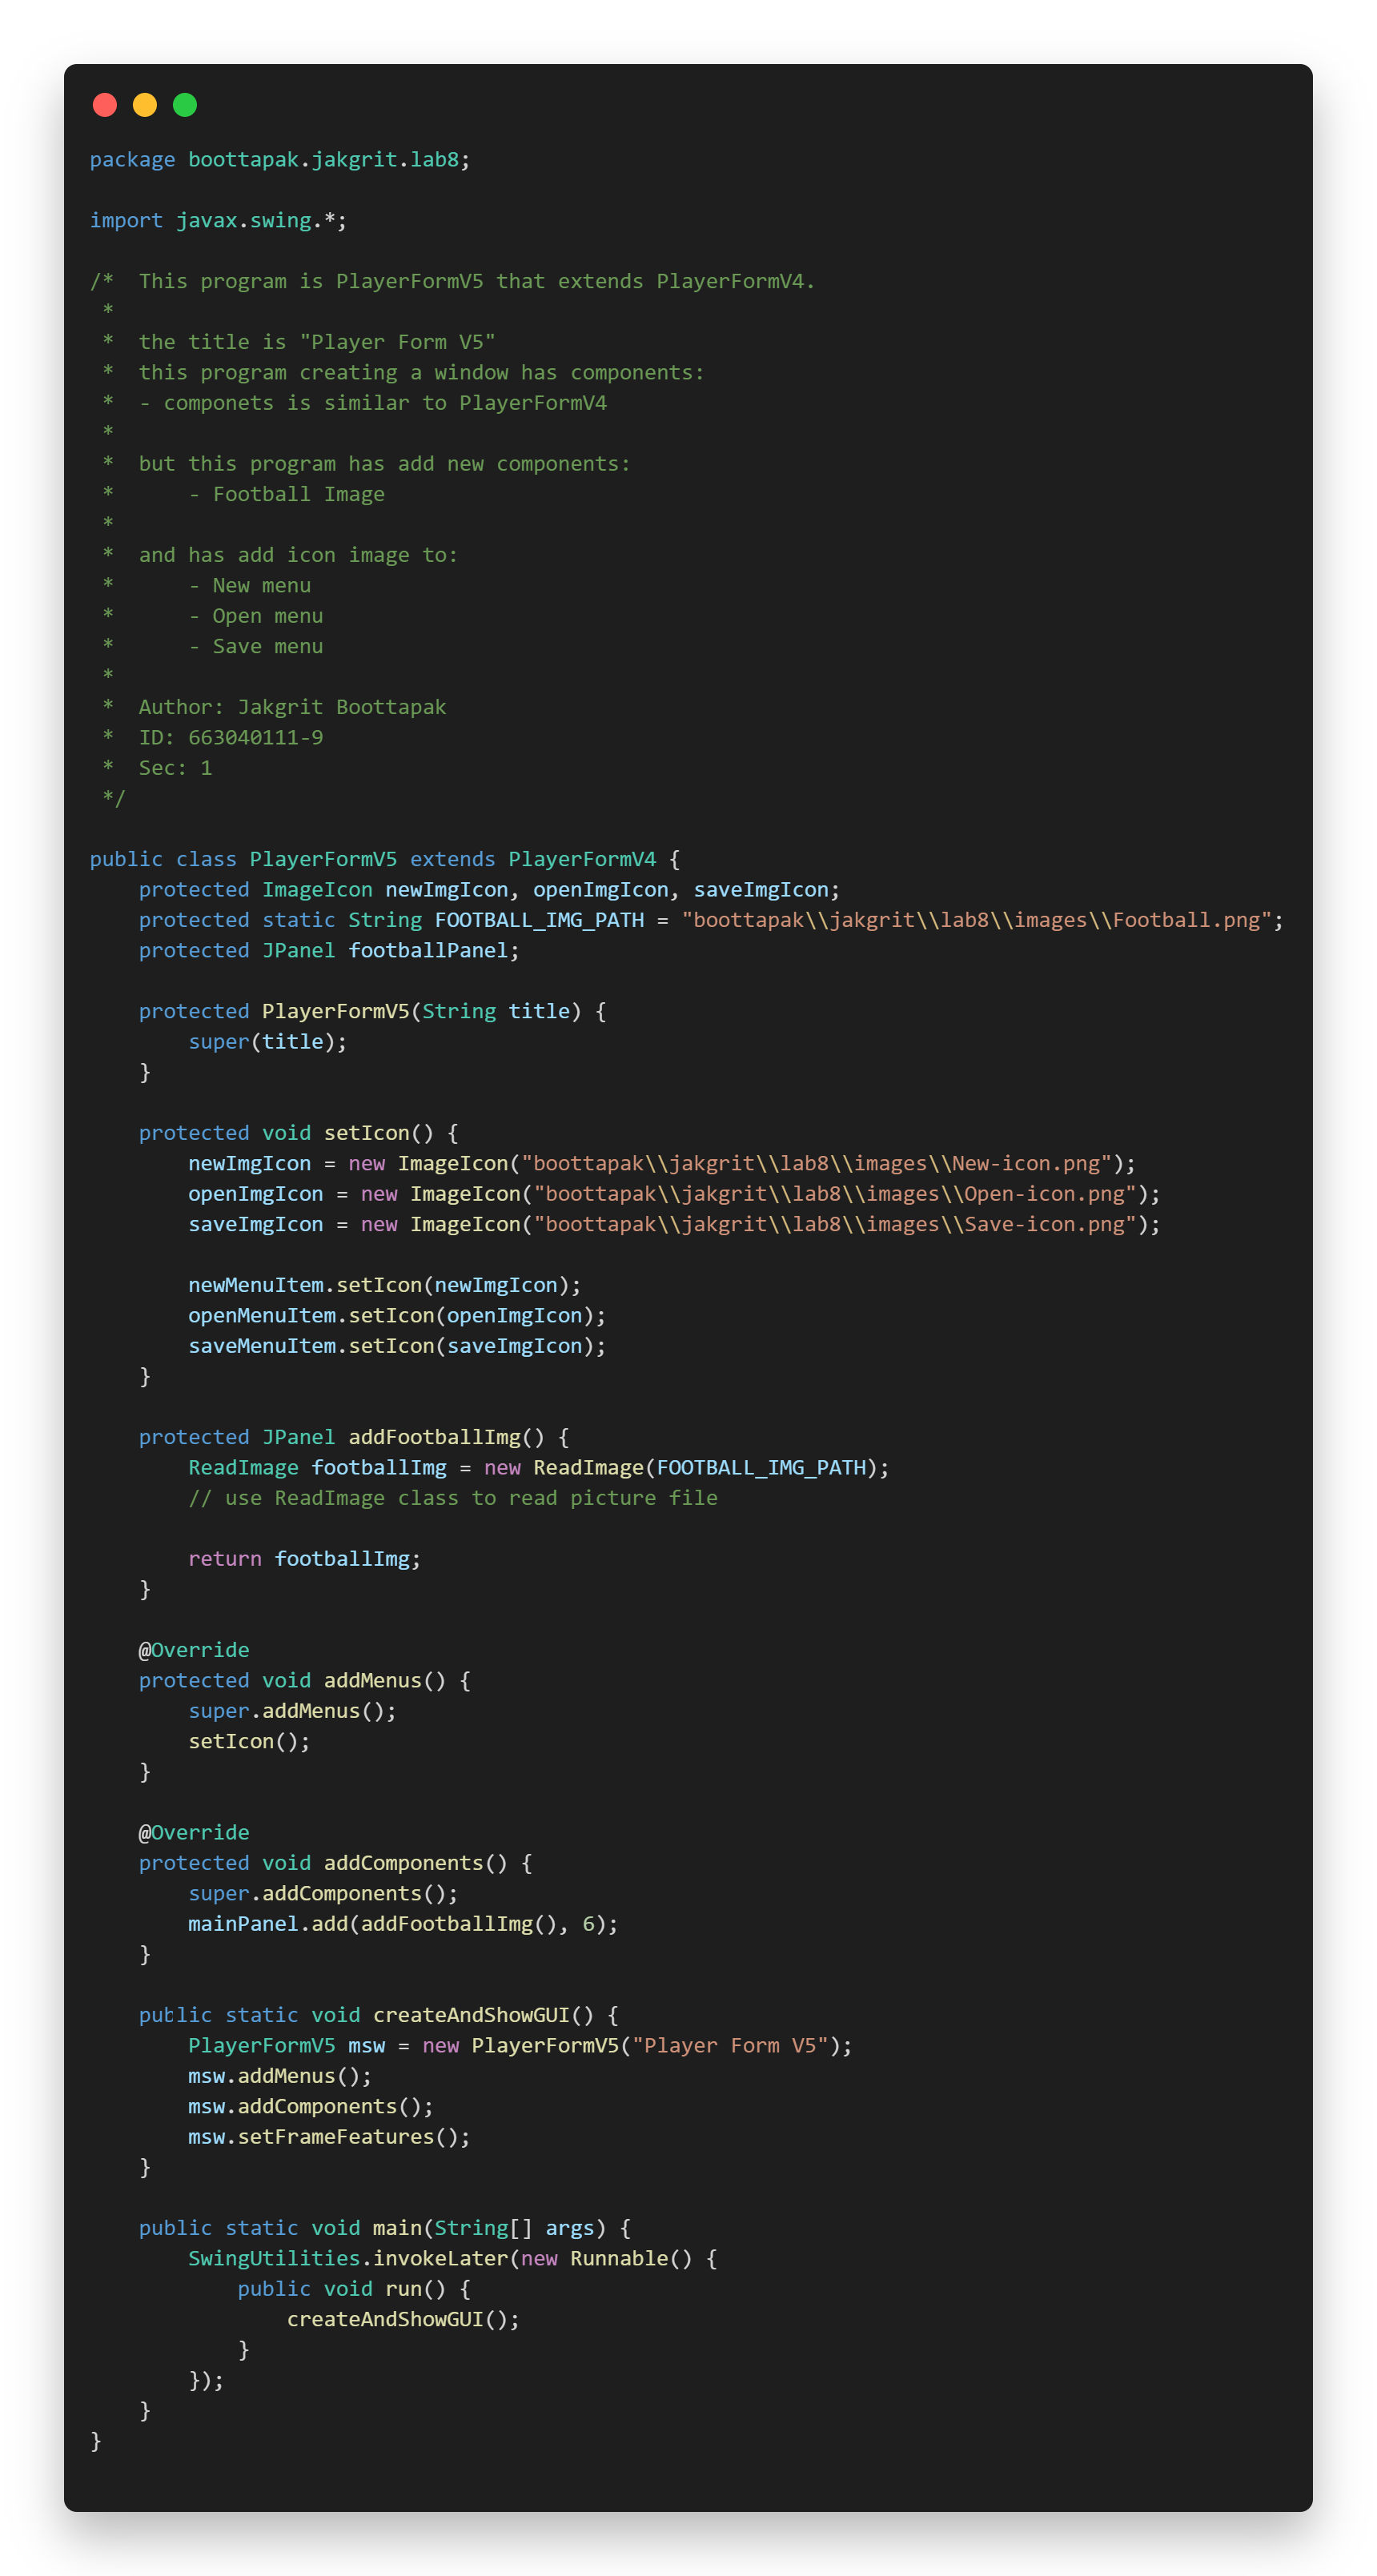 package boottapak.jakgrit.lab8;

import javax.swing.*;

/*  This program is PlayerFormV5 that extends PlayerFormV4.
 *
 *  the title is "Player Form V5"
 *  this program creating a window has components:
 *  - componets is similar to PlayerFormV4
 *
 *  but this program has add new components:
 *      - Football Image
 *
 *  and has add icon image to:
 *      - New menu
 *      - Open menu
 *      - Save menu
 *
 *  Author: Jakgrit Boottapak
 *  ID: 663040111-9
 *  Sec: 1
 */

public class PlayerFormV5 extends PlayerFormV4 {
    protected ImageIcon newImgIcon, openImgIcon, saveImgIcon;
    protected static String FOOTBALL_IMG_PATH = "boottapak\\jakgrit\\lab8\\images\\Football.png";
    protected JPanel footballPanel;

    protected PlayerFormV5(String title) {
        super(title);
    }

    protected void setIcon() {
        newImgIcon = new ImageIcon("boottapak\\jakgrit\\lab8\\images\\New-icon.png");
        openImgIcon = new ImageIcon("boottapak\\jakgrit\\lab8\\images\\Open-icon.png");
        saveImgIcon = new ImageIcon("boottapak\\jakgrit\\lab8\\images\\Save-icon.png");

        newMenuItem.setIcon(newImgIcon);
        openMenuItem.setIcon(openImgIcon);
        saveMenuItem.setIcon(saveImgIcon);
    }

    protected JPanel addFootballImg() {
        ReadImage footballImg = new ReadImage(FOOTBALL_IMG_PATH);
        // use ReadImage class to read picture file

        return footballImg;
    }

    @Override
    protected void addMenus() {
        super.addMenus();
        setIcon();
    }

    @Override
    protected void addComponents() {
        super.addComponents();
        mainPanel.add(addFootballImg(), 6);
    }

    public static void createAndShowGUI() {
        PlayerFormV5 msw = new PlayerFormV5("Player Form V5");
        msw.addMenus();
        msw.addComponents();
        msw.setFrameFeatures();
    }

    public static void main(String[] args) {
        SwingUtilities.invokeLater(new Runnable() {
            public void run() {
                createAndShowGUI();
            }
        });
    }
}